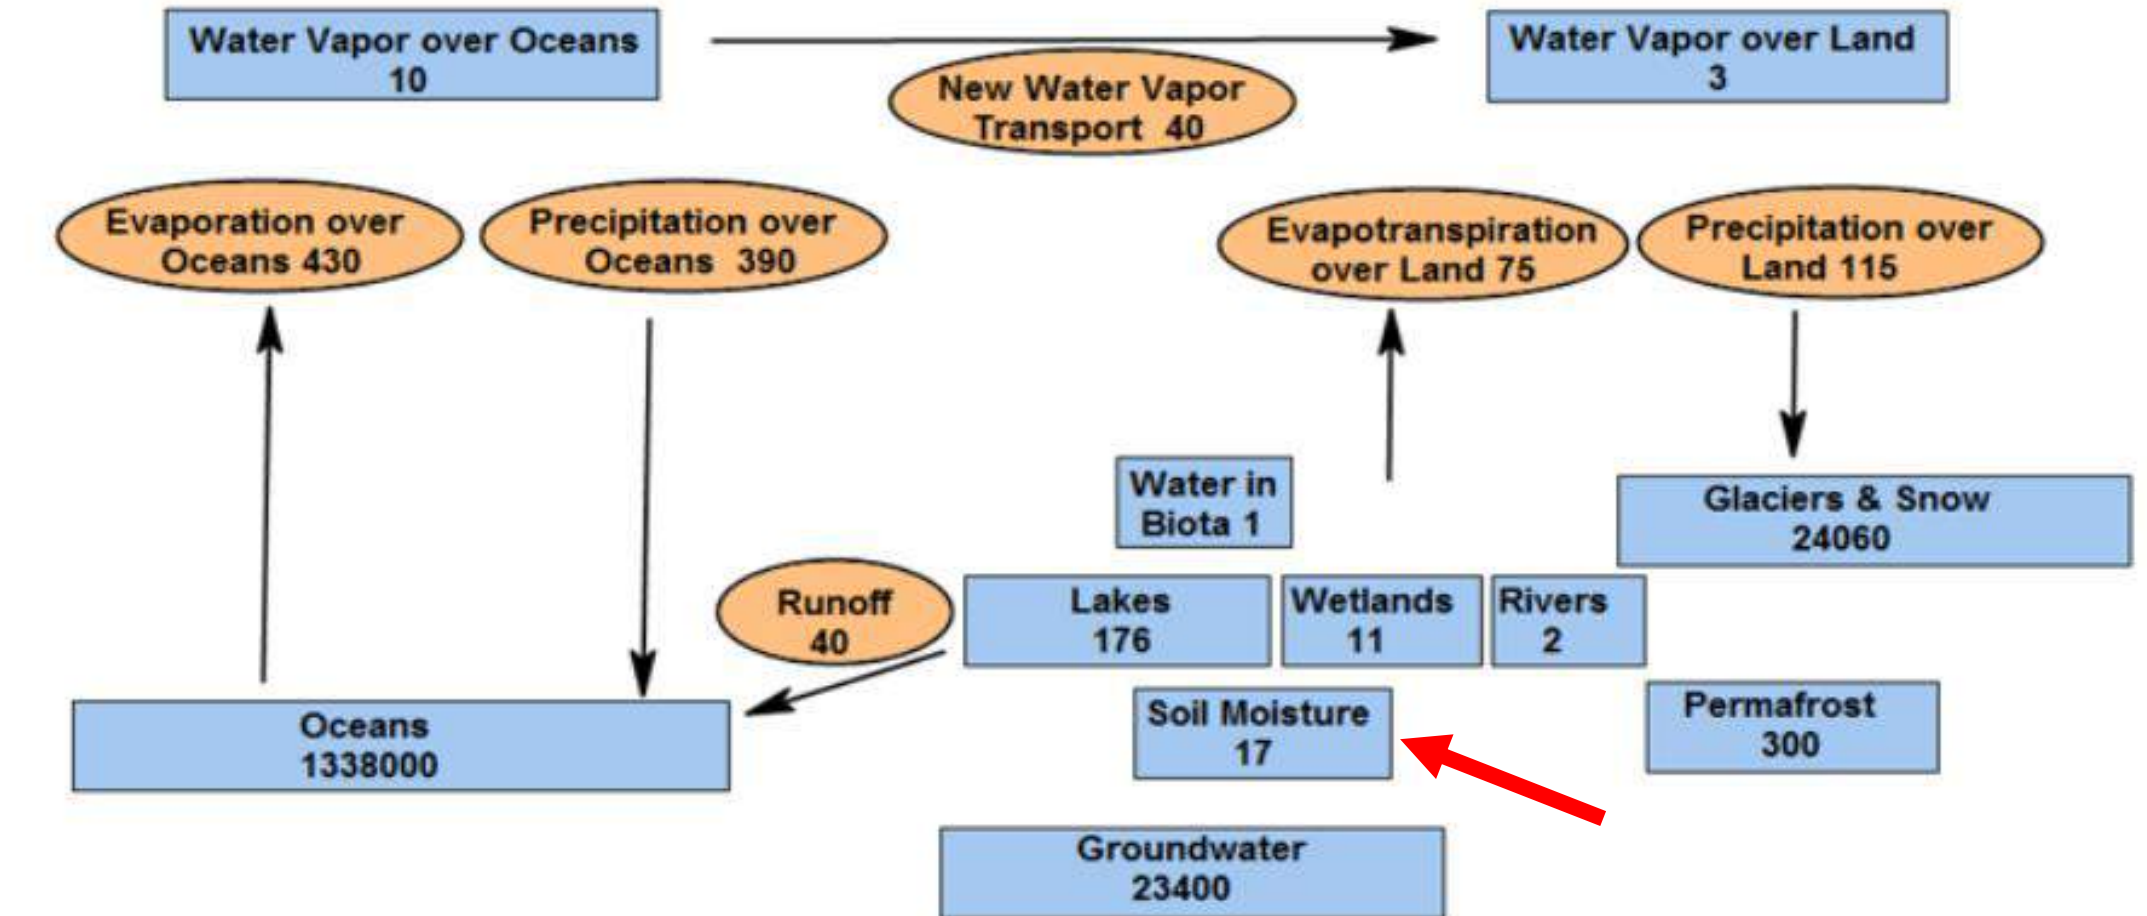 Water Vapor over Oceans
10
New Water Vapor
Transport 40
Water Vapor over Land
3
Evaporation over
Oceans 430
Precipitation over
Oceans 390
Evapotranspiration
over Land 75
Precipitation over
Land 115
Water in
Biota 1
Glaciers & Snow
24060
Runoff
40
Lakes
176
Wetlands
11
Rivers
2
Oceans
1338000
Soil Moisture
17
Permafrost
300
Groundwater
23400